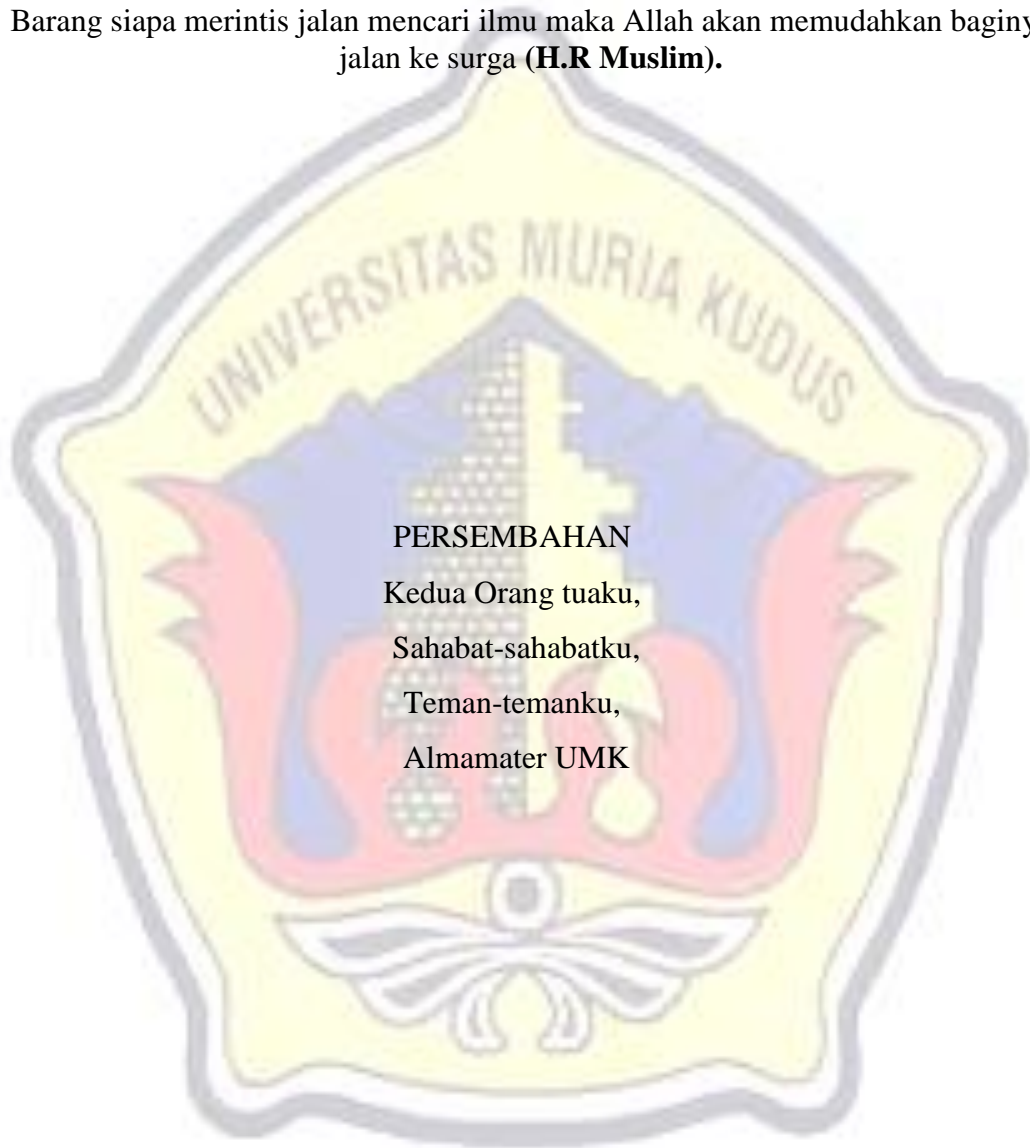 Barang siapa merintis jalan mencari ilmu maka Allah akan memudahkan baginy
jalan ke surga (H.R Muslim).
UNIVERSITAS MURIA KUDUS
PERSEMBAHAN
Kedua Orang tuaku,
Sahabat-sahabatku,
Teman-temanku,
Almamater UMK